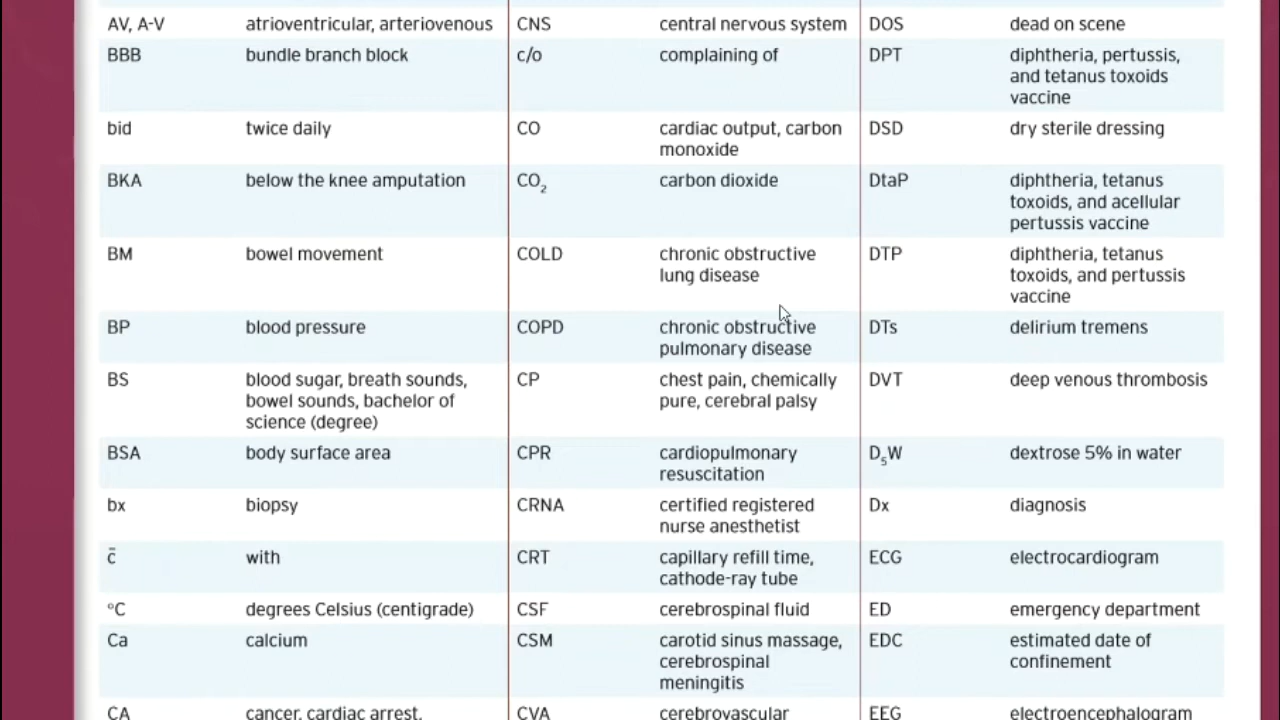 AV, A-V atrioventricular, arteriovenous CNS central nervous system DOS dead on scene
BBB bundle branch block c/o complaining of DPT diphtheria, pertussis,
and tetanus toxoids
vaccine
bid twice daily CO cardiac output, carbon DSD dry sterile dressing
monoxide
BKA below the knee amputation CO₂ carbon dioxide DtaP diphtheria, tetanus
toxoids, and acellular
pertussis vaccine
BM bowel movement COLD chronic obstructive DTP diphtheria, tetanus
lung disease toxoids, and pertussis
vaccine
BP blood pressure COPD chronic obstructive DTs delirium tremens
pulmonary disease
BS blood sugar, breath sounds, CP chest pain, chemically DVT deep venous thrombosis
bowel sounds, bachelor of pure, cerebral palsy
science (degree)
BSA body surface area CPR cardiopulmonary D₅W dextrose 5% in water
resuscitation
bx biopsy CRNA certified registered Dx diagnosis
nurse anesthetist
c̄ with CRT capillary refill time, ECG electrocardiogram
cathode-ray tube
°C degrees Celsius (centigrade) CSF cerebrospinal fluid ED emergency department
Ca calcium CSM carotid sinus massage, EDC estimated date of
cerebrospinal confinement
meningitis
CA cancer, cardiac arrest, CVA cerebrovascular EEG electroencephalogram